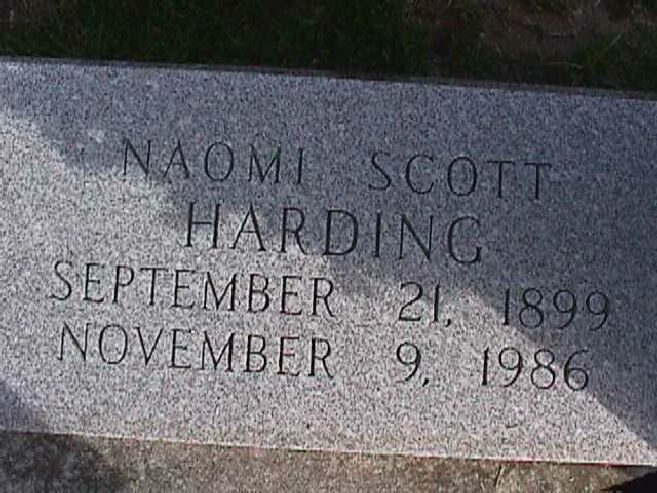 NAOMI SCOTT
HARDING
SEPTEMBER 21, 1899
NOVEMBER 9, 1986